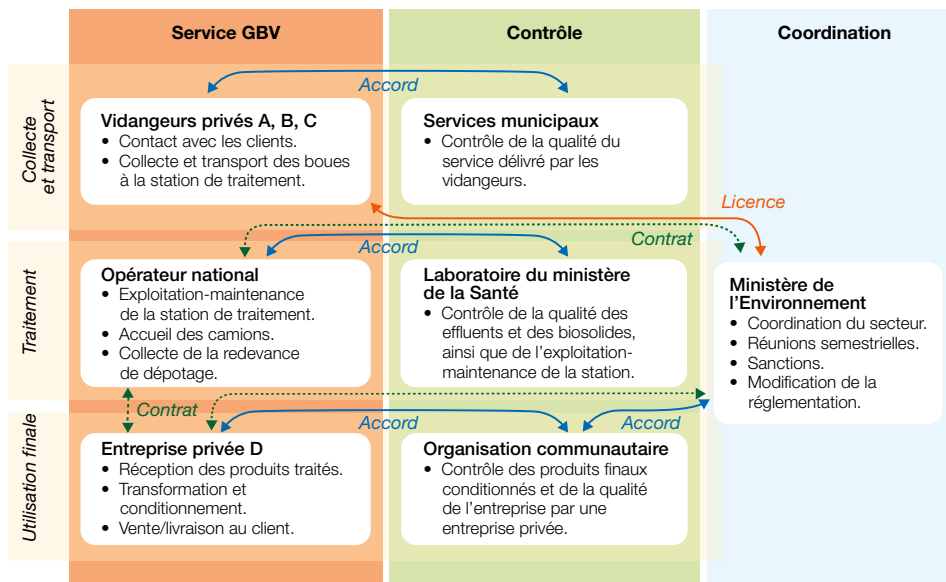 Service GBV
Contrôle
Coordination
Collecte
et transport
Accord
Vidangeurs privés A, B, C
• Contact avec les clients.
• Collecte et transport des boues
à la station de traitement.
Services municipaux
• Contrôle de la qualité du
service délivré par les
vidangeurs.
Licence
Contrat
Traitement
Accord
Opérateur national
• Exploitation-maintenance
de la station de traitement.
• Accueil des camions.
• Collecte de la redevance
de dépotage.
Laboratoire du ministère
de la Santé
• Contrôle de la qualité des
effluents et des biosolides,
ainsi que de l’exploitation-
maintenance de la station.
Ministère de
l’Environnement
• Coordination du secteur.
• Réunions semestrielles.
• Sanctions.
• Modification de la
réglementation.
Contrat
Utilisation finale
Accord
Accord
Entreprise privée D
• Réception des produits traités.
• Transformation et
conditionnement.
• Vente/livraison au client.
Organisation communautaire
• Contrôle des produits finaux
conditionnés et de la qualité
de l’entreprise par une
entreprise privée.